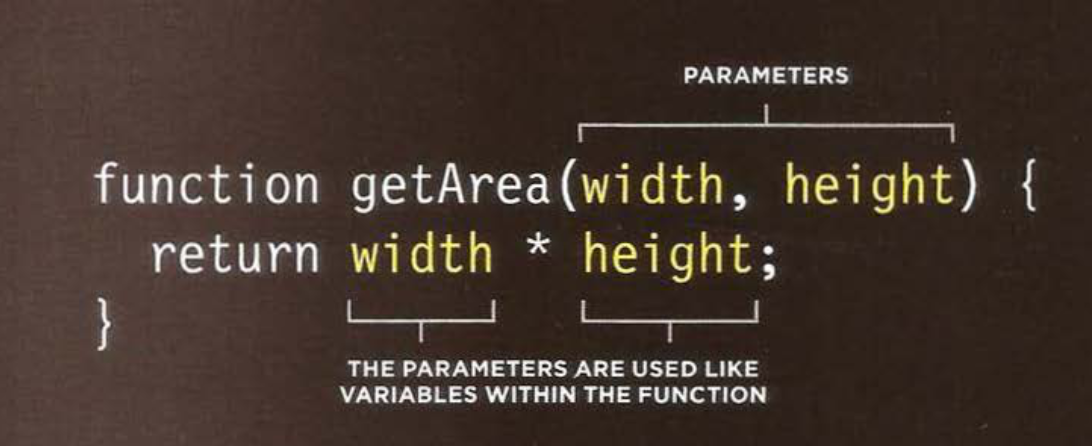 PARAMETERS
function getArea(width, height) {
return width * height;
}
THE PARAMETERS ARE USED LIKE
VARIABLES WITHIN THE FUNCTION